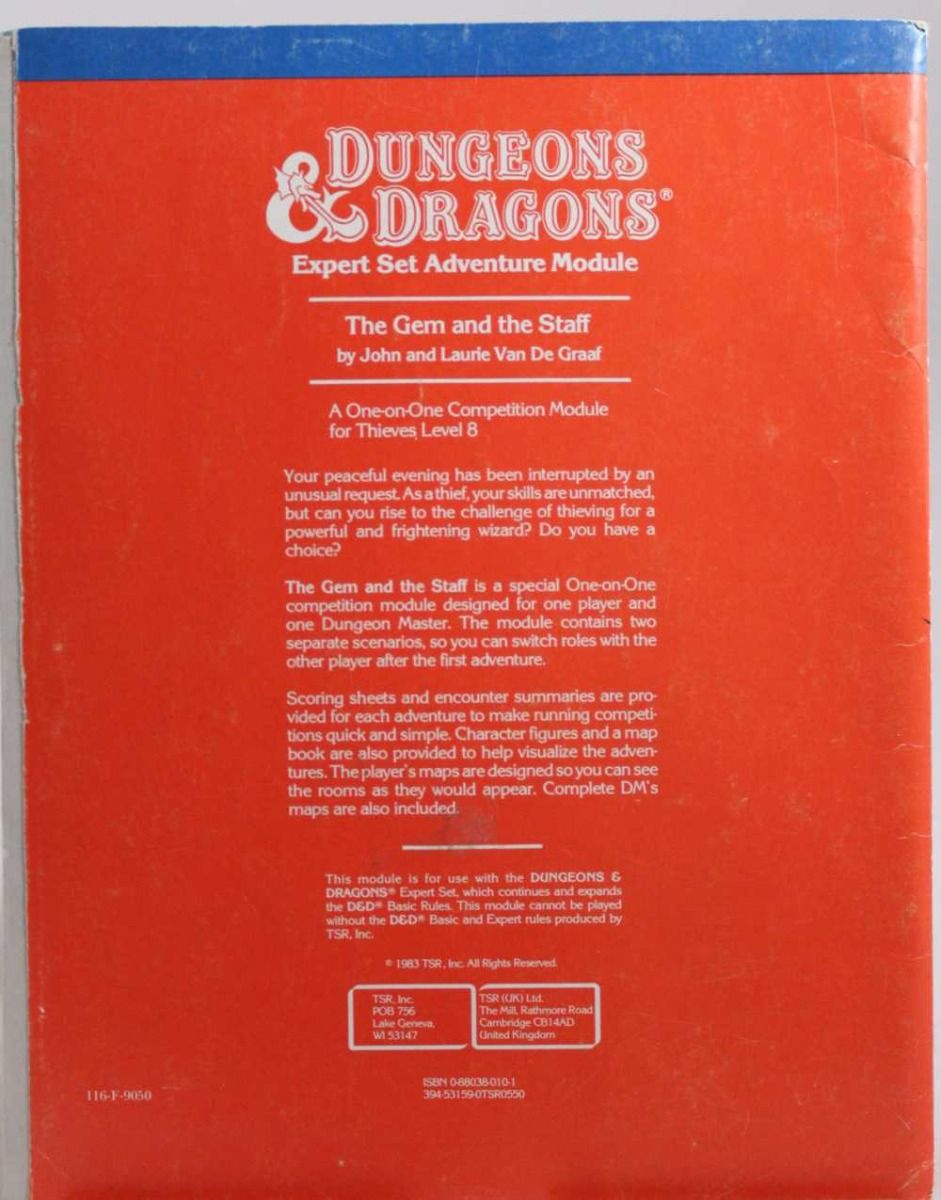 DUNGEONS
& DRAGONS®
Expert Set Adventure Module
The Gem and the Staff
by John and Laurie Van De Graaf
A One-on-One Competition Module
for Thieves, Level 8
Your peaceful evening has been interrupted by an
unusual request. As a thief, your skills are unmatched,
but can you rise to the challenge of thieving for a
powerful and frightening wizard? Do you have a
choice?
The Gem and the Staff is a special One-on-One
competition module designed for one player and
one Dungeon Master. The module contains two
separate scenarios, so you can switch roles with the
other player after the first adventure.
Scoring sheets and encounter summaries are pro-
vided for each adventure to make running competi-
tions quick and simple. Character figures and a map
book are also provided to help visualize the adven-
tures. The player's maps are designed so you can see
the rooms as they would appear. Complete DM's
maps are also included.
This module is for use with the DUNGEONS &
DRAGONS® Expert Set, which continues and expands
the D&D® Basic Rules. This module cannot be played
without the D&D® Basic and Expert rules produced by
TSR, Inc.
© 1983 TSR, Inc. All Rights Reserved.
TSR, Inc.
POB 756
Lake Geneva,
WI 53147
TSR (UK) Ltd.
The Mill, Rathmore Road
Cambridge CB14AD
United Kingdom
ISBN 0-88038-010-1
394-53159-0TSR0550
116-F-9050